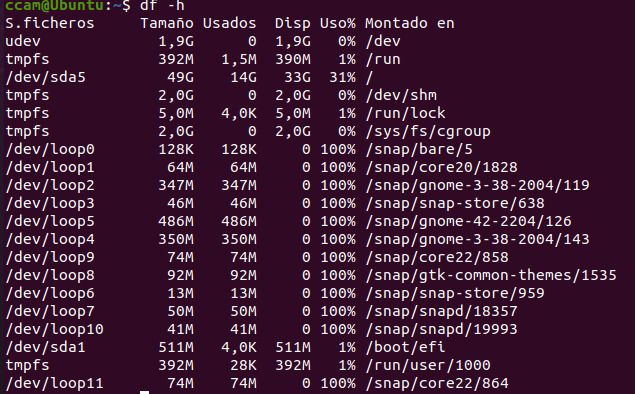 ccam@Ubuntu:~$ df -h
S.ficheros Tamaño Usados Disp Uso% Montado en
udev 1,9G 0 1,9G 0% /dev
tmpfs 392M 1,5M 390M 1% /run
/dev/sda5 49G 14G 33G 31% /
tmpfs 2,0G 0 2,0G 0% /dev/shm
tmpfs 5,0M 4,0K 5,0M 1% /run/lock
tmpfs 2,0G 0 2,0G 0% /sys/fs/cgroup
/dev/loop0 128K 128K 0 100% /snap/bare/5
/dev/loop1 64M 64M 0 100% /snap/core20/1828
/dev/loop2 347M 347M 0 100% /snap/gnome-3-38-2004/119
/dev/loop3 46M 46M 0 100% /snap/snap-store/638
/dev/loop5 486M 486M 0 100% /snap/gnome-42-2204/126
/dev/loop4 350M 350M 0 100% /snap/gnome-3-38-2004/143
/dev/loop9 74M 74M 0 100% /snap/core22/858
/dev/loop8 92M 92M 0 100% /snap/gtk-common-themes/1535
/dev/loop6 13M 13M 0 100% /snap/snap-store/959
/dev/loop7 50M 50M 0 100% /snap/snapd/18357
/dev/loop10 41M 41M 0 100% /snap/snapd/19993
/dev/sda1 511M 4,0K 511M 1% /boot/efi
tmpfs 392M 28K 392M 1% /run/user/1000
/dev/loop11 74M 74M 0 100% /snap/core22/864